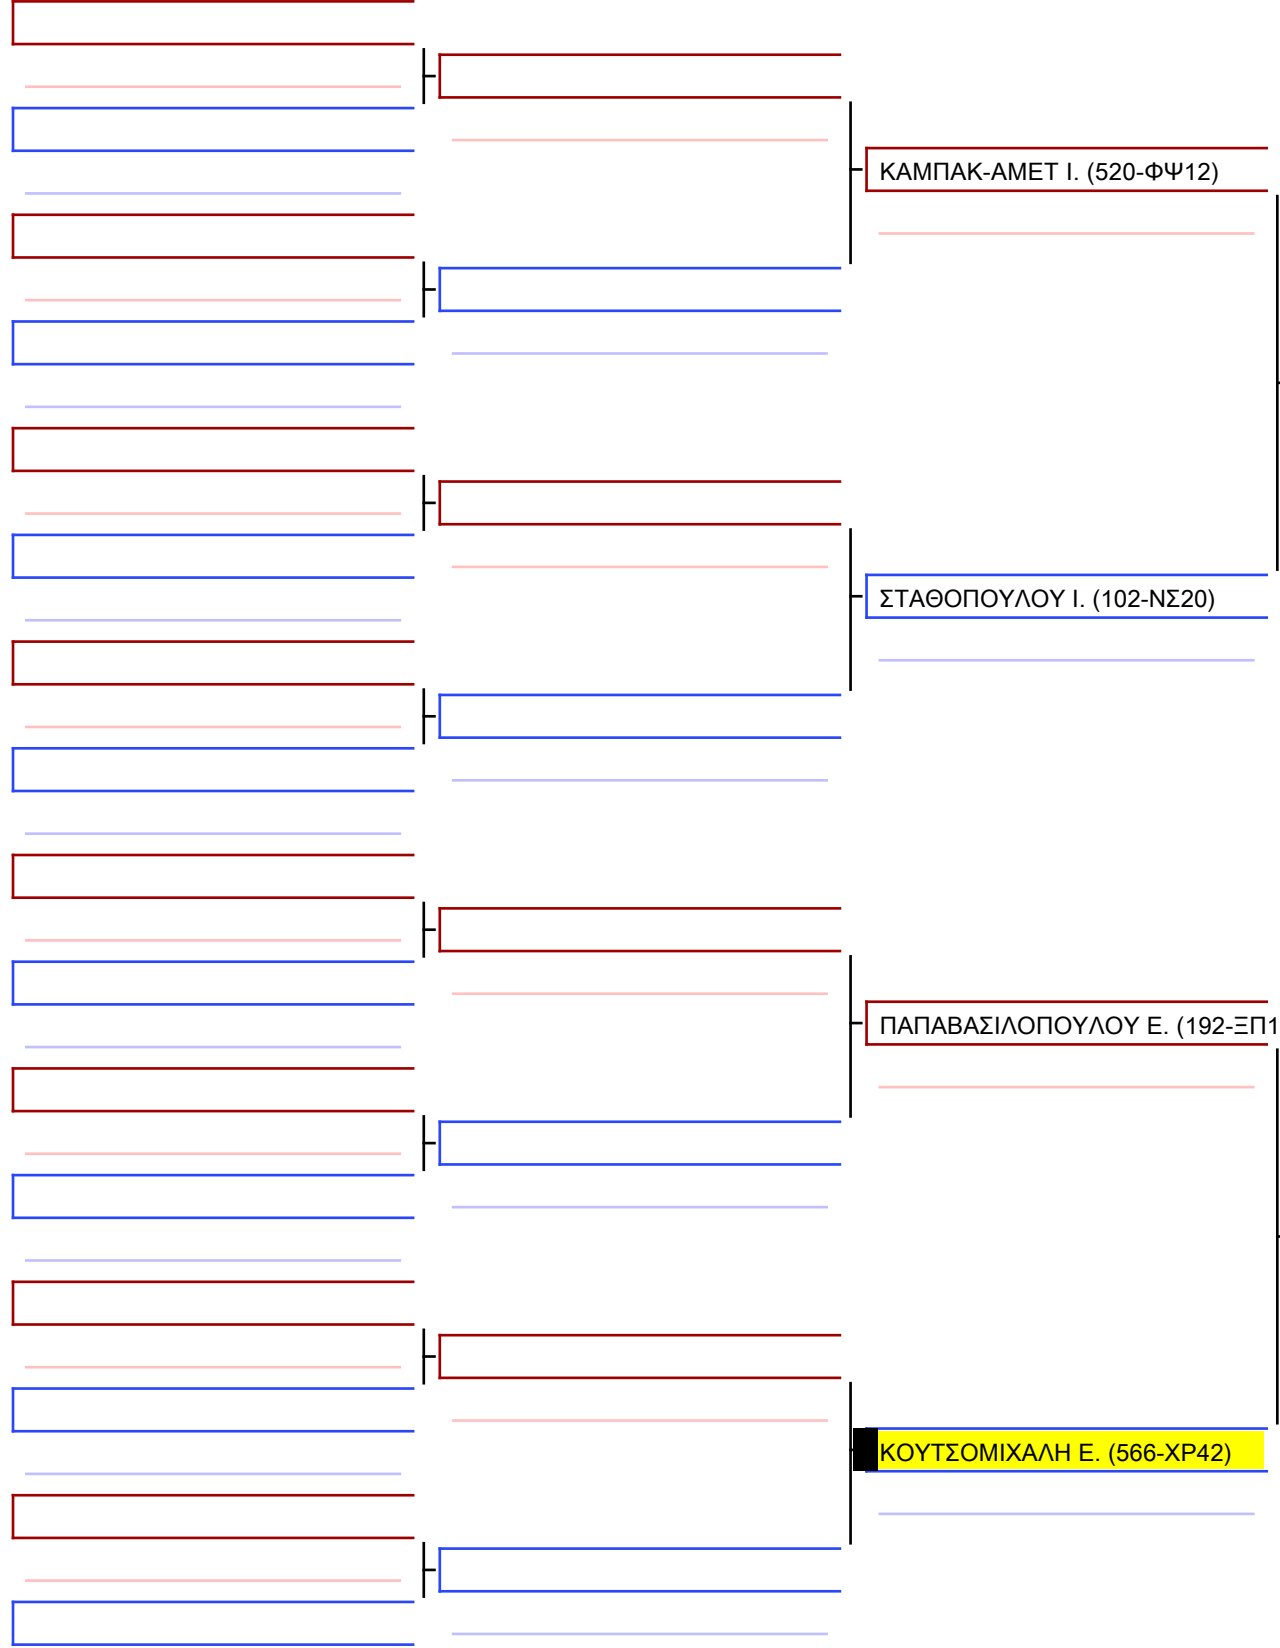 ΚΑΜΠΑΚ-ΑΜΕΤ Ι. (520-ΦΨ12)
ΣΤΑΘΟΠΟΥΛΟΥ Ι. (102-ΝΣ20)
ΠΑΠΑΒΑΣΙΛΟΠΟΥΛΟΥ Ε. (192-ΞΠ1
ΚΟΥΤΣΟΜΙΧΑΛΗ Ε. (566-ΧΡ42)